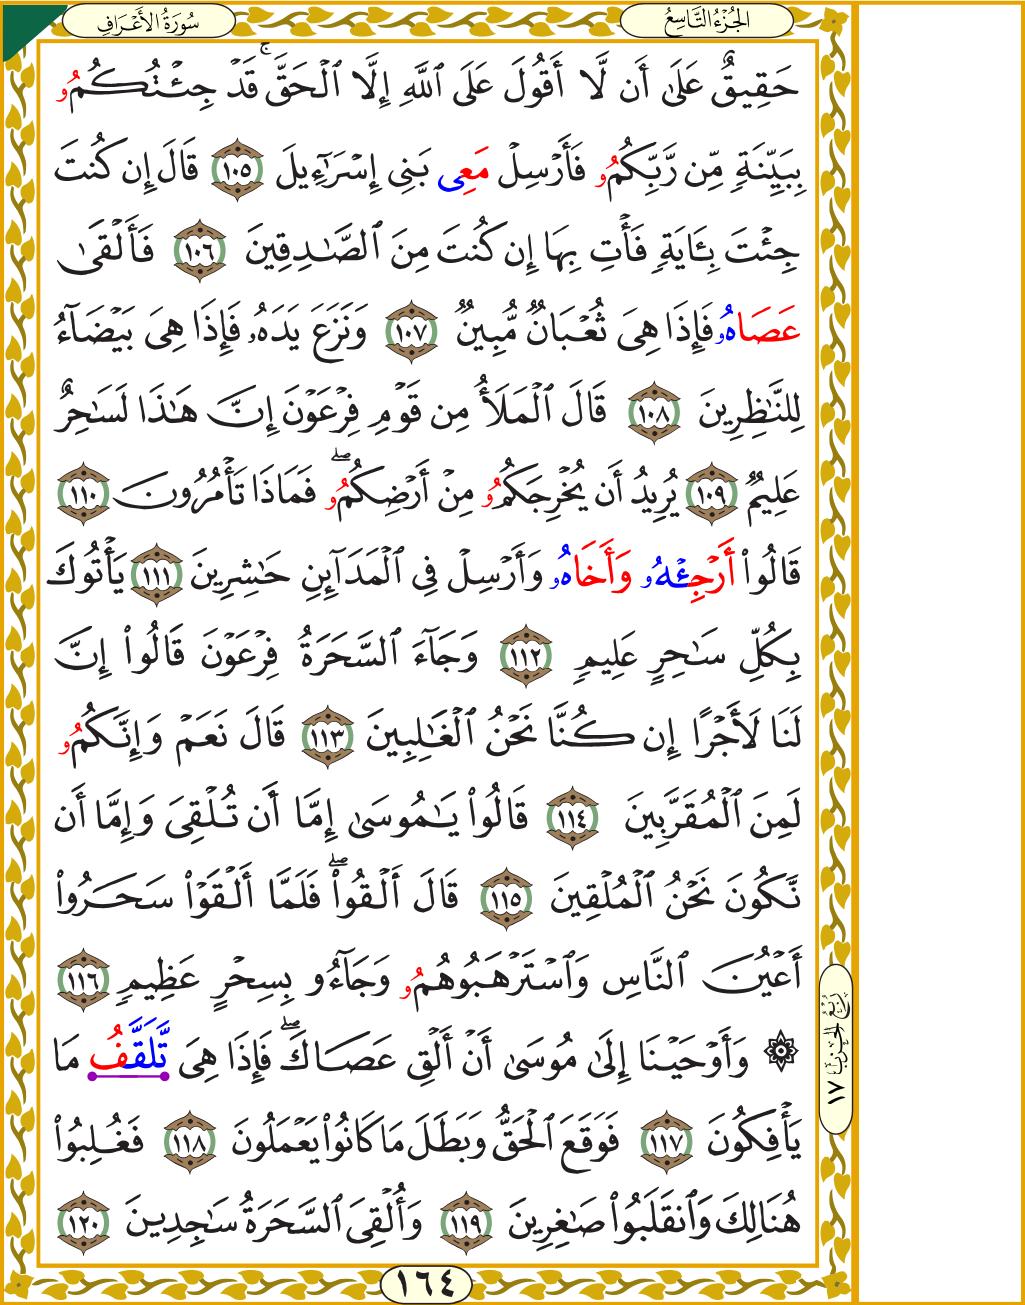 سُورَةُ الأَعْرَافِ
الجُزْءُ التَّاسِعُ
حَقِيقٌ عَلَىٰ أَن لَّا أَقُولَ عَلَى ٱللَّهِ إِلَّا ٱلْحَقَّۚ قَدْ جِئْتُكُمُۥ
بِبَيِّنَةٖ مِّن رَّبِّكُمُۥ فَأَرْسِلْ مَعِى بَنِى إِسْرَٰٓءِيلَ ١٠٥ قَالَ إِن كُنتَ
جِئْتَ بِـَٔايَةٖ فَأْتِ بِهَا إِن كُنتَ مِنَ ٱلصَّـٰدِقِينَ ١٠٦ فَأَلْقَىٰ
عَصَاهُۥ فَإِذَا هِىَ ثُعْبَانٌ مُّبِينٌ ١٠٧ وَنَزَعَ يَدَهُۥ فَإِذَا هِىَ بَيْضَآءُ
لِلنَّـٰظِرِينَ ١٠٨ قَالَ ٱلْمَلَأُ مِن قَوْمِ فِرْعَوْنَ إِنَّ هَـٰذَا لَسَـٰحِرٌ
عَلِيمٌ ١٠٩ يُرِيدُ أَن يُخْرِجَكُمُۥ مِنْ أَرْضِكُمُۥۖ فَمَاذَا تَأْمُرُونَ ١١٠
قَالُواْ أَرْجِئْهُۥ وَأَخَاهُۥ وَأَرْسِلْ فِى ٱلْمَدَآئِنِ حَـٰشِرِينَ ١١١ يَأْتُوكَ
بِكُلِّ سَـٰحِرٍ عَلِيمٖ ١١٢ وَجَآءَ ٱلسَّحَرَةُ فِرْعَوْنَ قَالُواْ إِنَّ
لَنَا لَأَجْرًا إِن كُنَّا نَحْنُ ٱلْغَـٰلِبِينَ ١١٣ قَالَ نَعَمْ وَإِنَّكُمُۥ
لَمِنَ ٱلْمُقَرَّبِينَ ١١٤ قَالُواْ يَـٰمُوسَىٰ إِمَّا أَن تُلْقِىَ وَإِمَّا أَن
نَّكُونَ نَحْنُ ٱلْمُلْقِينَ ١١٥ قَالَ أَلْقُواْۖ فَلَمَّا أَلْقَوْاْ سَحَرُواْ
أَعْيُنَ ٱلنَّاسِ وَٱسْتَرْهَبُوهُمُۥ وَجَآءُو بِسِحْرٍ عَظِيمٖ ١١٦
۞ وَأَوْحَيْنَا إِلَىٰ مُوسَىٰ أَنْ أَلْقِ عَصَاكَۖ فَإِذَا هِىَ تَّلَقَّفُ مَا
يَأْفِكُونَ ١١٧ فَوَقَعَ ٱلْحَقُّ وَبَطَلَ مَا كَانُواْ يَعْمَلُونَ ١١٨ فَغُلِبُواْ
هُنَالِكَ وَٱنقَلَبُواْ صَـٰغِرِينَ ١١٩ وَأُلْقِىَ ٱلسَّحَرَةُ سَـٰجِدِينَ ١٢٠
رُبْعُ الحِزْبِ ١٧
١٦٤